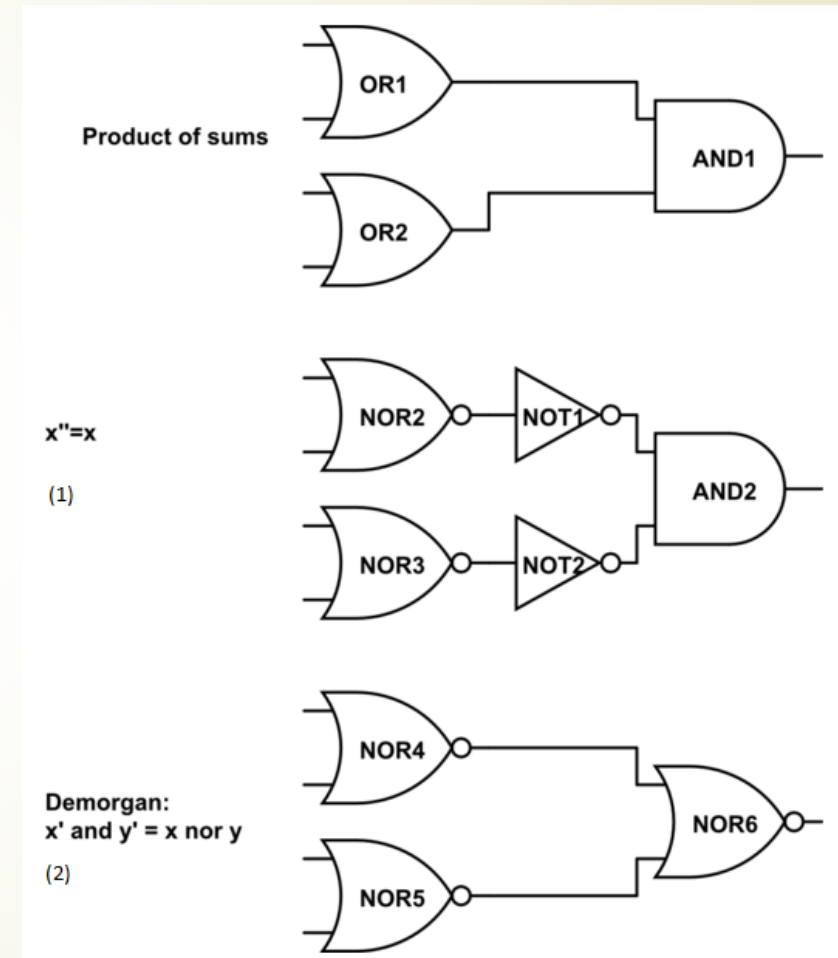 OR1
Product of sums
AND1
OR2
NOR2
NOT1
x"=x
(1)
AND2
NOR3
NOT2
NOR4
Demorgan:
x' and y' = x nor y
(2)
NOR6
NOR5